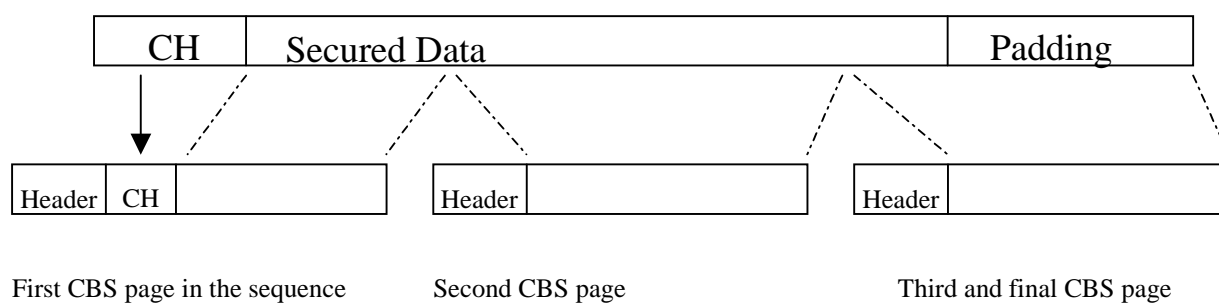 CH Secured Data Padding
Header CH Header Header
First CBS page in the sequence Second CBS page Third and final CBS page